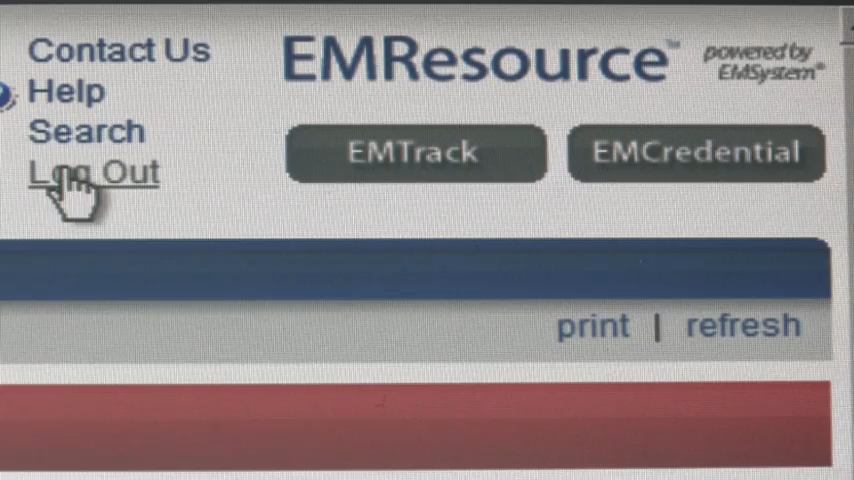 Contact Us
Help
Search
Log Out
EMResource™
powered by
EMSystem®
EMTrack
EMCredential
print | refresh